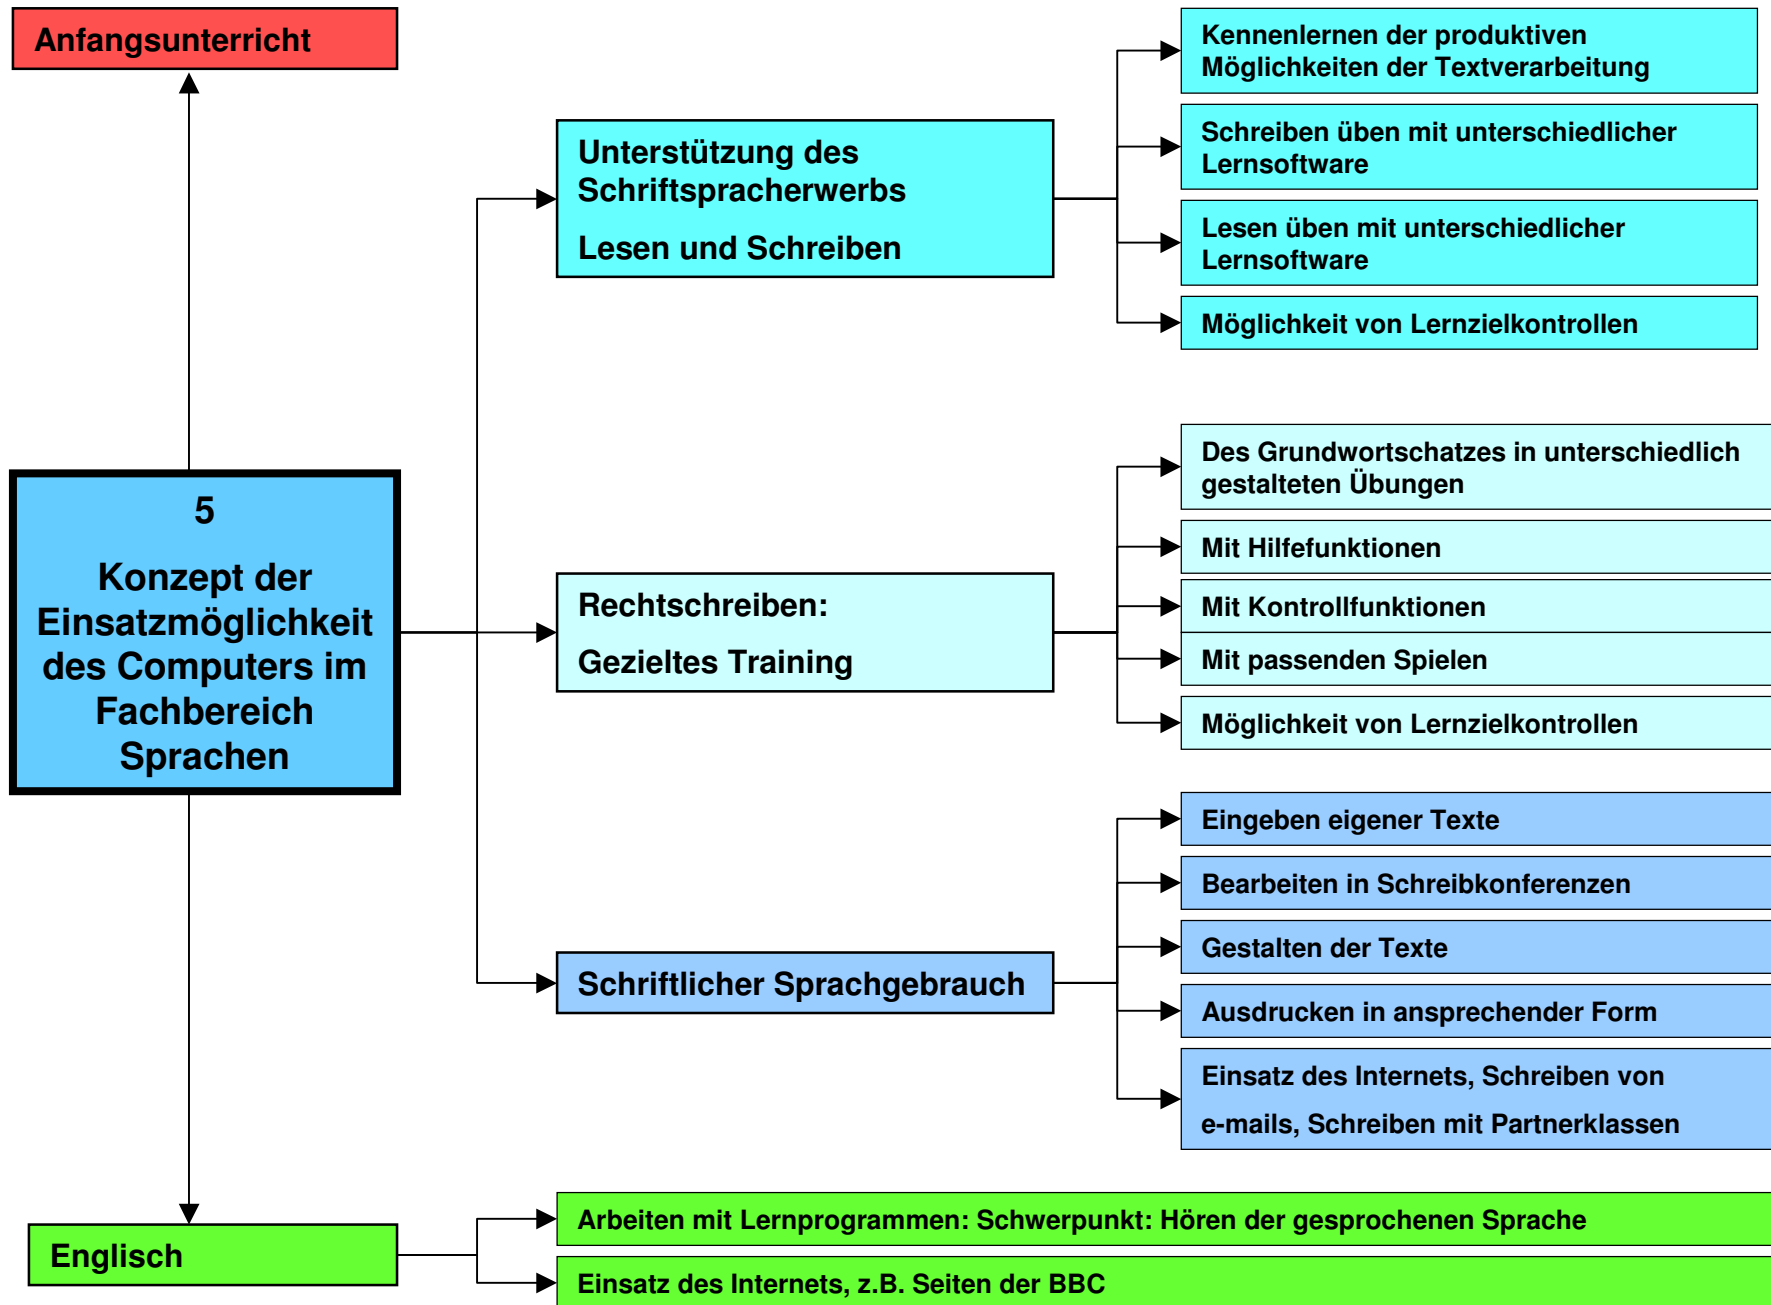 Anfangsunterricht
5
Konzept der
Einsatzmöglichkeit
des Computers im
Fachbereich
Sprachen
Unterstützung des
Schriftspracherwerbs
Lesen und Schreiben
Kennenlernen der produktiven
Möglichkeiten der Textverarbeitung
Schreiben üben mit unterschiedlicher
Lernsoftware
Lesen üben mit unterschiedlicher
Lernsoftware
Möglichkeit von Lernzielkontrollen
Rechtschreiben:
Gezieltes Training
Des Grundwortschatzes in unterschiedlich
gestalteten Übungen
Mit Hilfefunktionen
Mit Kontrollfunktionen
Mit passenden Spielen
Möglichkeit von Lernzielkontrollen
Schriftlicher Sprachgebrauch
Eingeben eigener Texte
Bearbeiten in Schreibkonferenzen
Gestalten der Texte
Ausdrucken in ansprechender Form
Einsatz des Internets, Schreiben von
e-mails, Schreiben mit Partnerklassen
Englisch
Arbeiten mit Lernprogrammen: Schwerpunkt: Hören der gesprochenen Sprache
Einsatz des Internets, z.B. Seiten der BBC